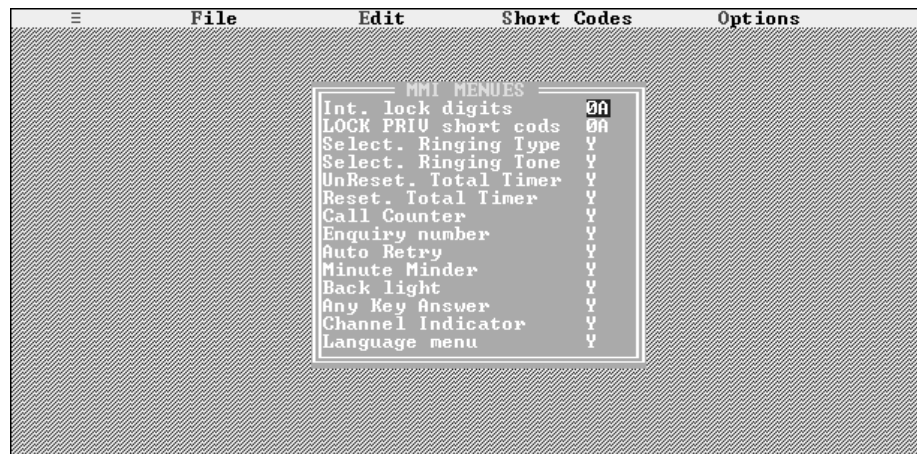 ≡ File Edit Short Codes Options
MMI MENUES
Int. lock digits 0A
LOCK PRIV short cods 0A
Select. Ringing Type Y
Select. Ringing Tone Y
UnReset. Total Timer Y
Reset. Total Timer Y
Call Counter Y
Enquiry number Y
Auto Retry Y
Minute Minder Y
Back light Y
Any Key Answer Y
Channel Indicator Y
Language menu Y